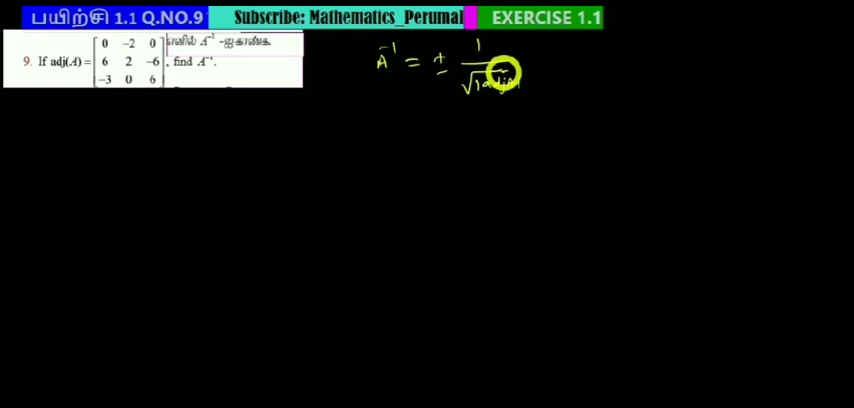 பயிற்சி 1.1 Q.NO.9 Subscribe: Mathematics_Perumal EXERCISE 1.1
9. If adj(A) = [0 −2 0
6 2 −6
−3 0 6], find A⁻¹.
எனில் A⁻¹ -ஐ காண்க.
A⁻¹ = ± 1
√|adjA|